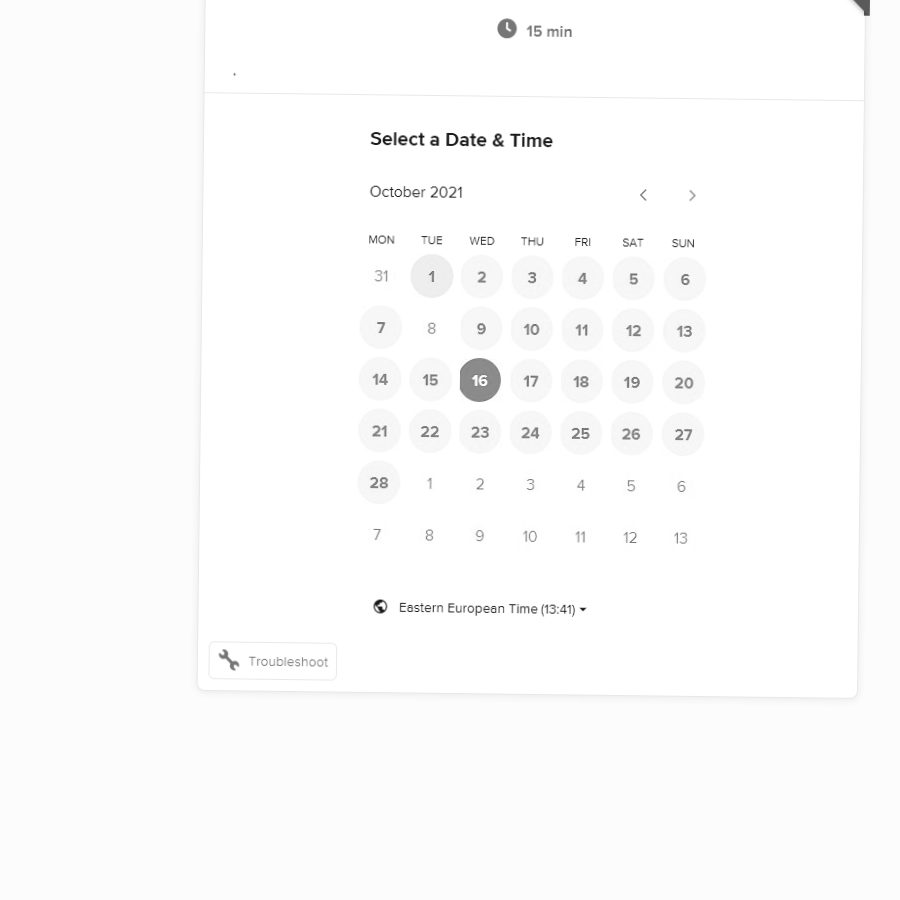 15 min
.
Select a Date & Time
October 2021
MON TUE WED THU FRI SAT SUN
31 1 2 3 4 5 6
7 8 9 10 11 12 13
14 15 16 17 18 19 20
21 22 23 24 25 26 27
28 1 2 3 4 5 6
7 8 9 10 11 12 13
Eastern European Time (13:41)
Troubleshoot